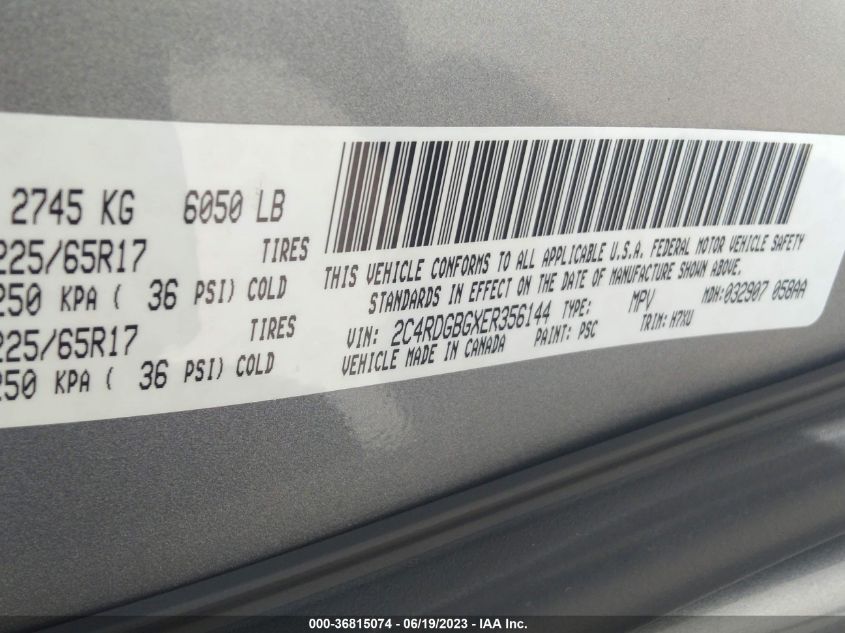 2745 KG 6050 LB
225/65R17 TIRES
250 KPA ( 36 PSI) COLD
225/65R17 TIRES
250 KPA ( 36 PSI) COLD
THIS VEHICLE CONFORMS TO ALL APPLICABLE U.S.A. FEDERAL MOTOR VEHICLE SAFETY
STANDARDS IN EFFECT ON THE DATE OF MANUFACTURE SHOWN ABOVE.
VIN: 2C4RDGBGXER356144 TYPE: MPV MDH:032907 058AA
VEHICLE MADE IN CANADA PAINT: PSC TRIM: H7XU
000-36815074 — 06/19/2023 — IAA Inc.